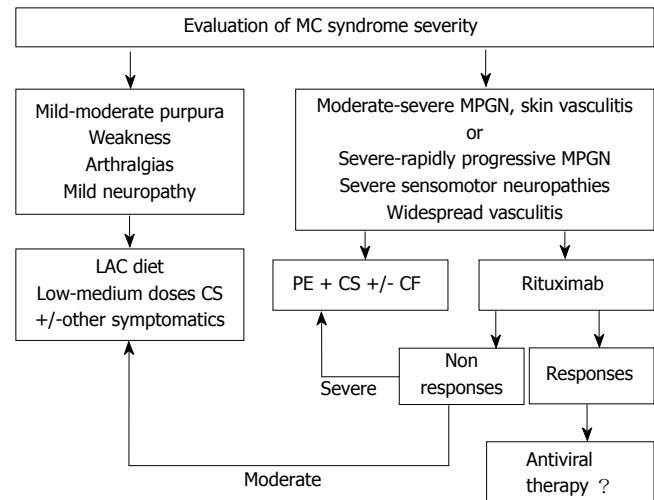 Evaluation of MC syndrome severity
Mild-moderate purpura
Weakness
Arthralgias
Mild neuropathy
Moderate-severe MPGN, skin vasculitis
or
Severe-rapidly progressive MPGN
Severe sensomotor neuropathies
Widespread vasculitis
LAC diet
Low-medium doses CS
+/-other symptomatics
PE + CS +/- CF
Rituximab
Non
responses
Responses
Severe
Moderate
Antiviral
therapy ?